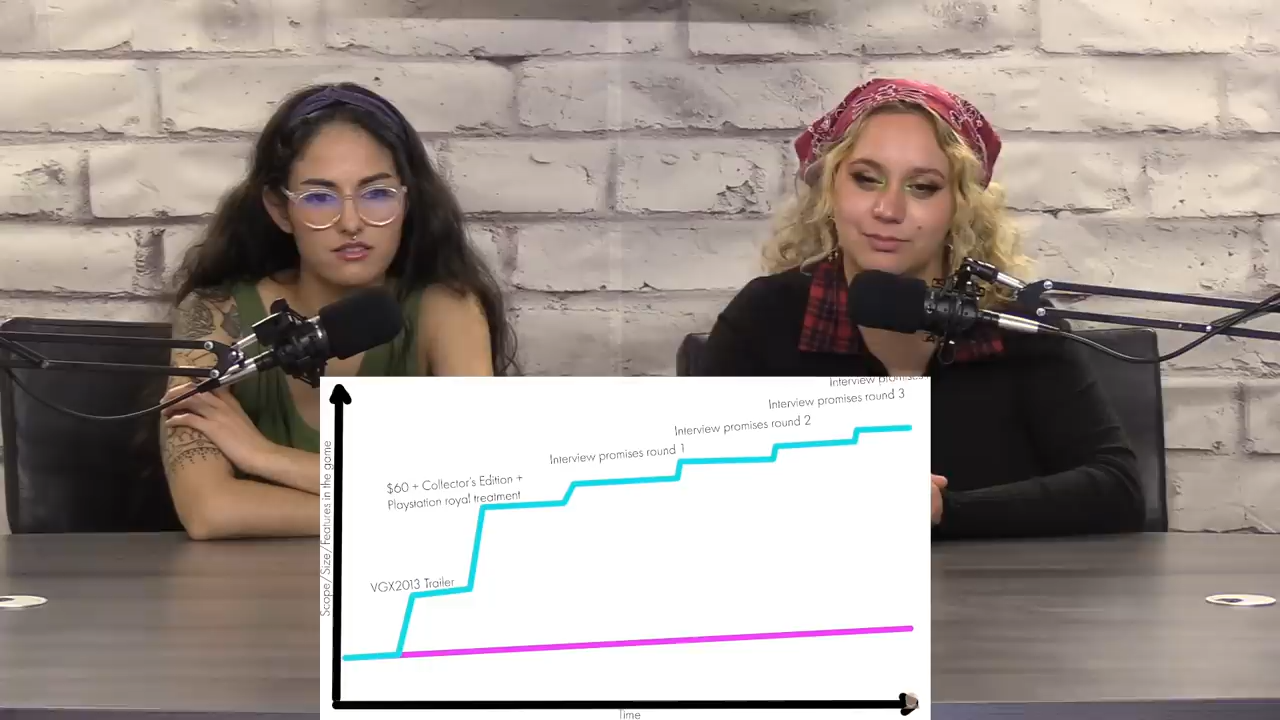 Interview promises
Interview promises round 3
Interview promises round 2
Interview promises round 1
$60 + Collector's Edition +
Playstation royal treatment
VGX2013 Trailer
Scope/Size/Features in the game
Time